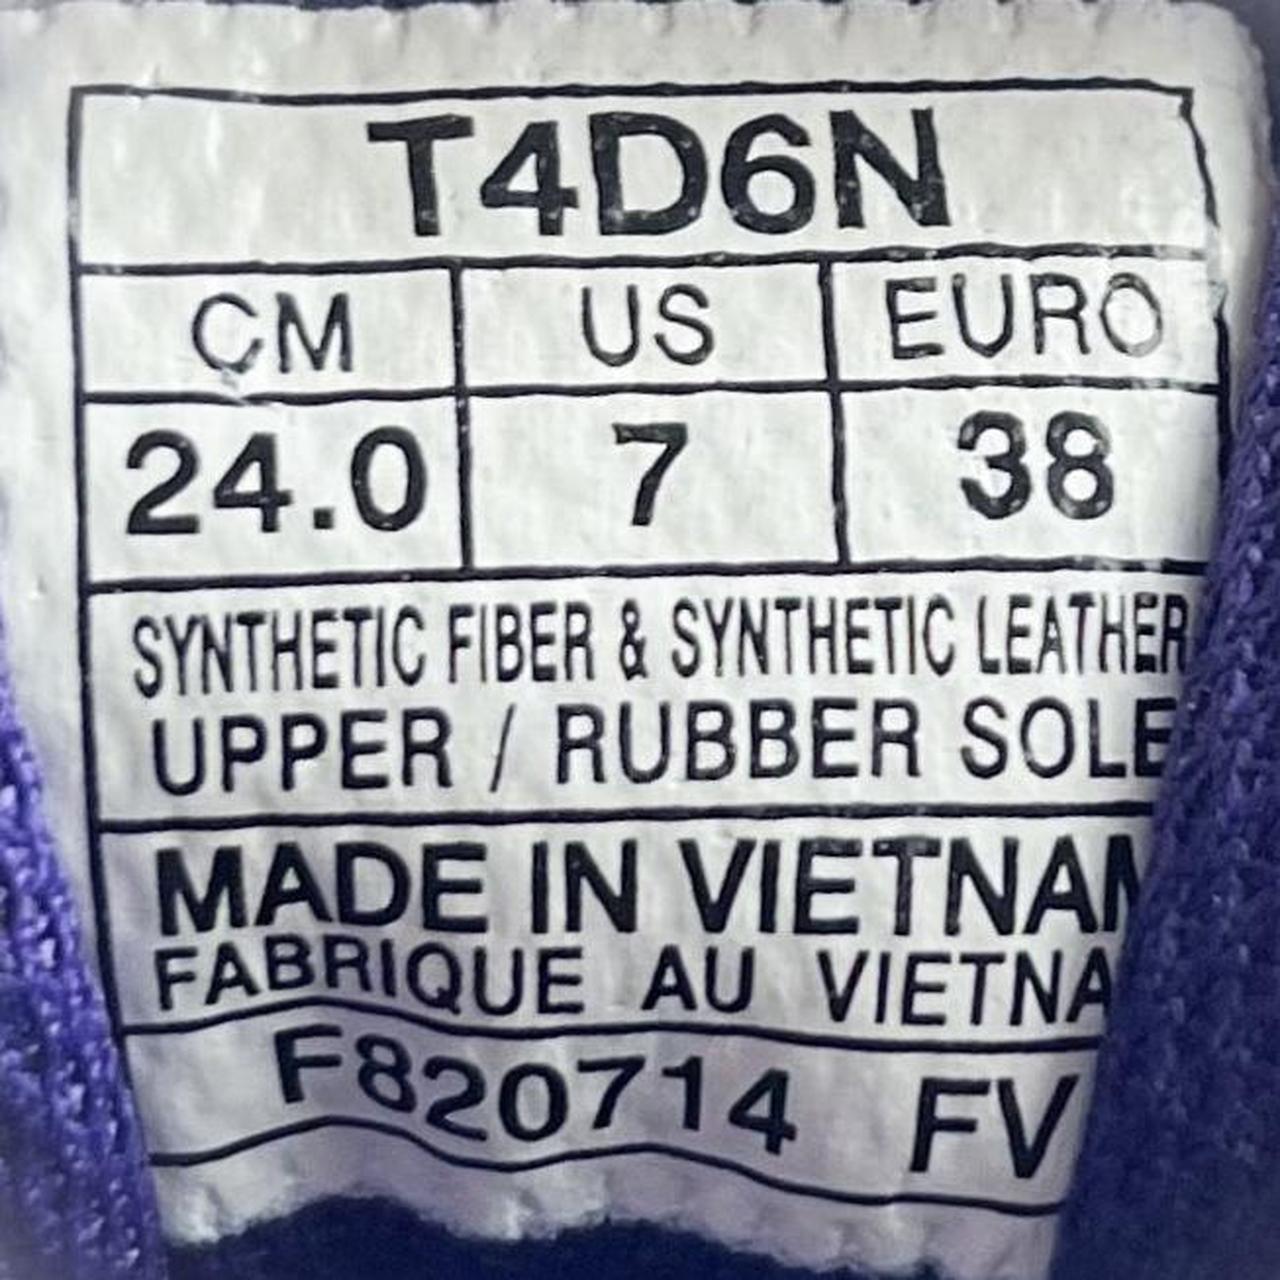 T4D6N
CM US EURO
24.0 7 38
SYNTHETIC FIBER & SYNTHETIC LEATHER
UPPER / RUBBER SOLE
MADE IN VIETNAM
FABRIQUE AU VIETNA
F820714 FV